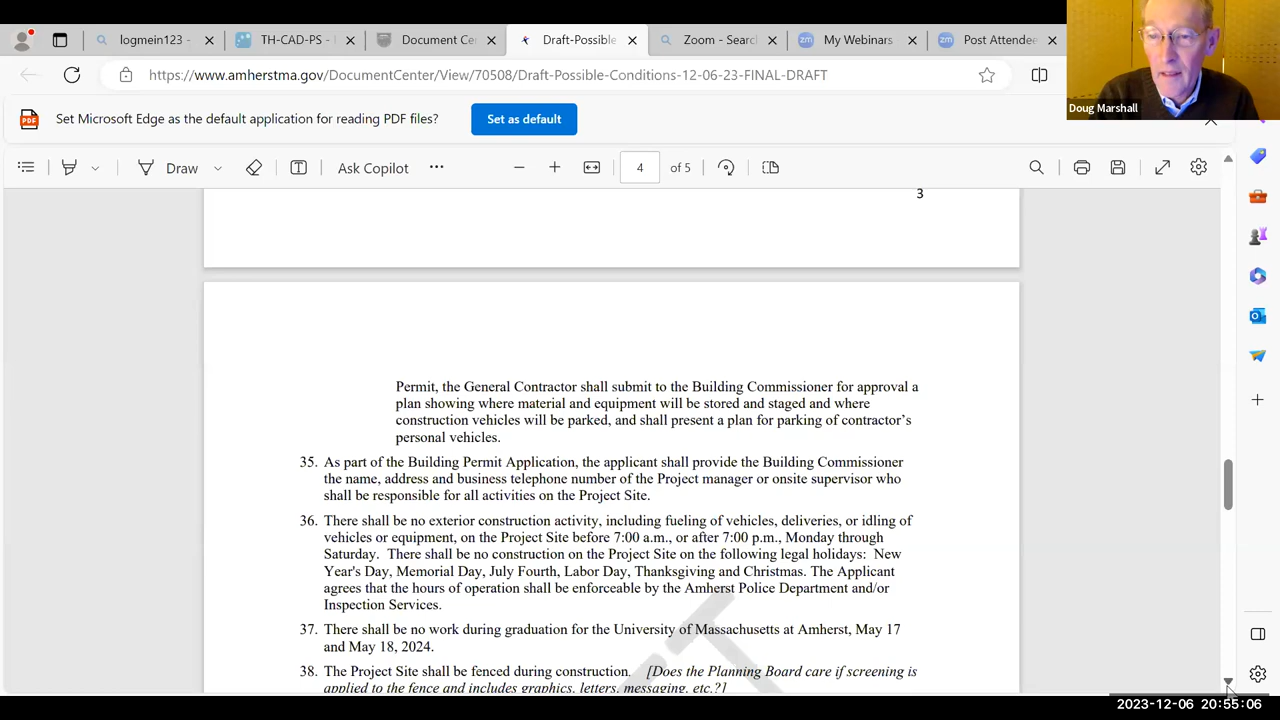 logmein123 -
TH-CAD-PS -
Document Ce
Draft-Possible
Zoom - Searc
My Webinars
Post Attende
https://www.amherstma.gov/DocumentCenter/View/70508/Draft-Possible-Conditions-12-06-23-FINAL-DRAFT
Doug Marshall
Set Microsoft Edge as the default application for reading PDF files?
Set as default
Draw
Ask Copilot
4 of 5
3
Permit, the General Contractor shall submit to the Building Commissioner for approval a
plan showing where material and equipment will be stored and staged and where
construction vehicles will be parked, and shall present a plan for parking of contractor's
personal vehicles.
35. As part of the Building Permit Application, the applicant shall provide the Building Commissioner
the name, address and business telephone number of the Project manager or onsite supervisor who
shall be responsible for all activities on the Project Site.
36. There shall be no exterior construction activity, including fueling of vehicles, deliveries, or idling of
vehicles or equipment, on the Project Site before 7:00 a.m., or after 7:00 p.m., Monday through
Saturday. There shall be no construction on the Project Site on the following legal holidays: New
Year's Day, Memorial Day, July Fourth, Labor Day, Thanksgiving and Christmas. The Applicant
agrees that the hours of operation shall be enforceable by the Amherst Police Department and/or
Inspection Services.
37. There shall be no work during graduation for the University of Massachusetts at Amherst, May 17
and May 18, 2024.
38. The Project Site shall be fenced during construction. [Does the Planning Board care if screening is
applied to the fence and includes graphics, letters, messaging, etc.?]
2023-12-06 20:55:06